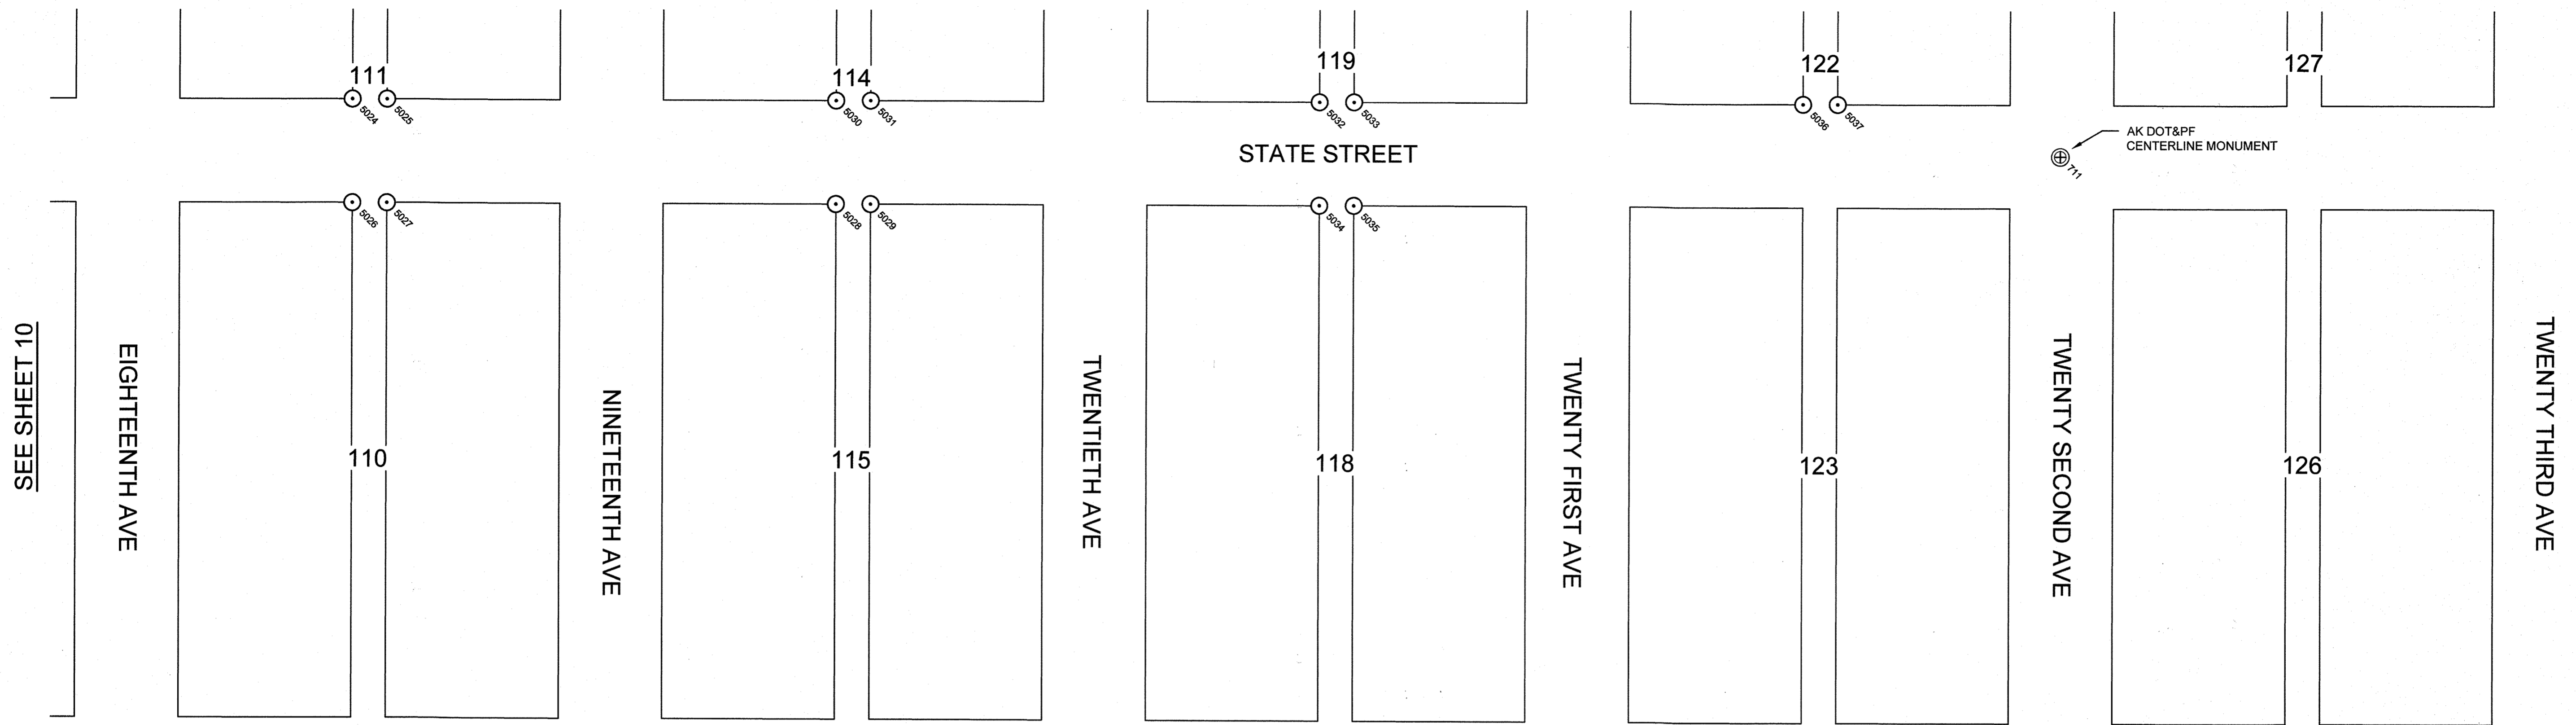 111
114
119
122
127
5024
5025
5030
5031
5032
5033
5036
5037
STATE STREET
AK DOT&PF
CENTERLINE MONUMENT
711
5026
5027
5028
5029
5034
5035
SEE SHEET 10
EIGHTEENTH AVE
110
NINETEENTH AVE
115
TWENTIETH AVE
118
TWENTY FIRST AVE
123
TWENTY SECOND AVE
126
TWENTY THIRD AVE